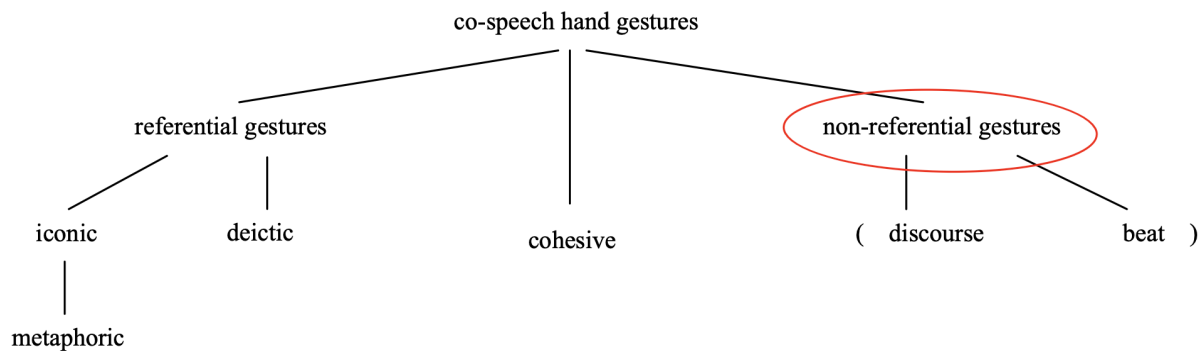 co-speech hand gestures
referential gestures
non-referential gestures
iconic
deictic
cohesive
( discourse beat )
metaphoric